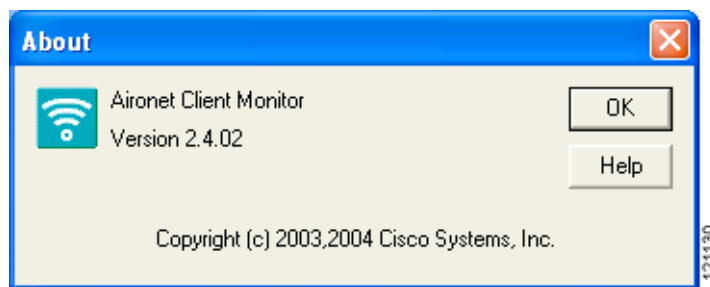 About
Aironet Client Monitor
Version 2.4.02
OK
Help
Copyright (c) 2003,2004 Cisco Systems, Inc.
121130